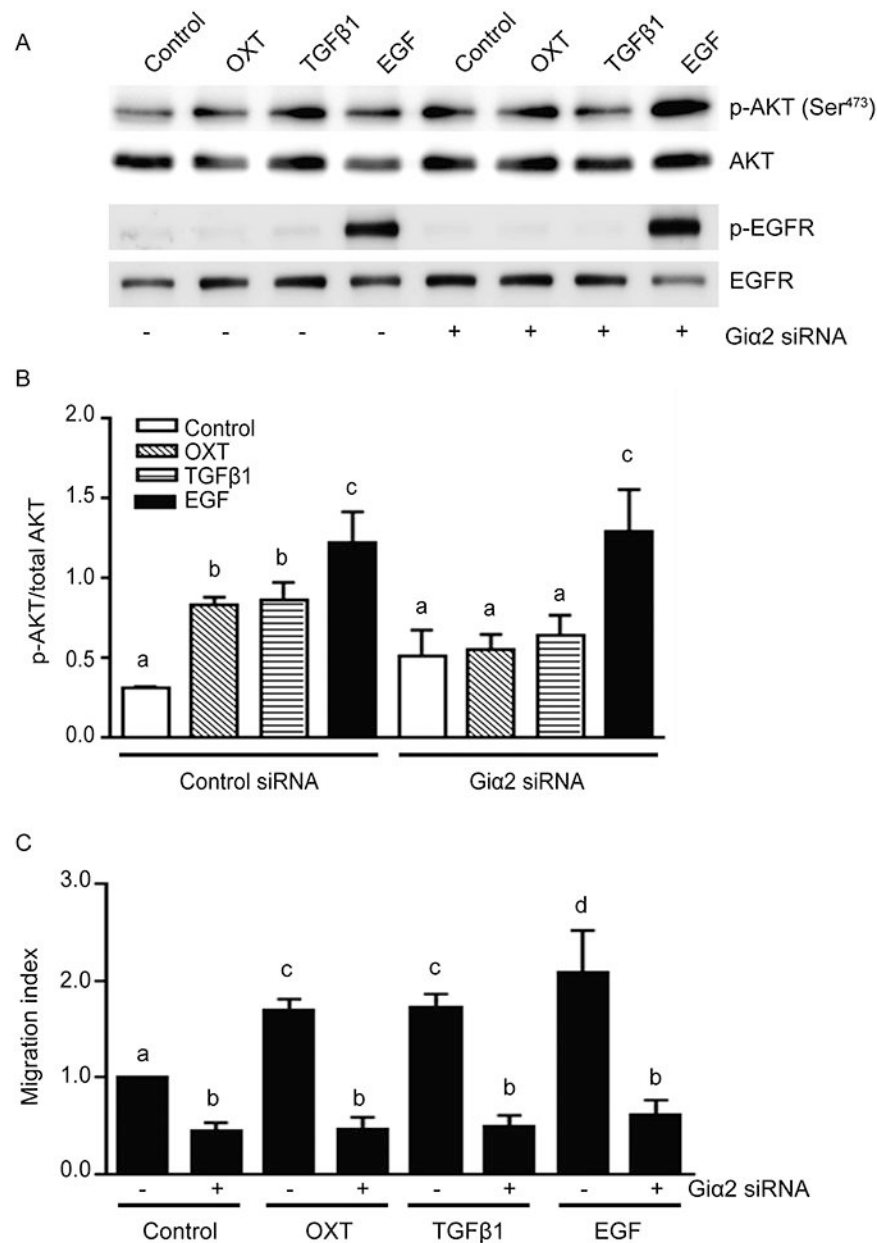 A
Control OXT TGFβ1 EGF Control OXT TGFβ1 EGF
p-AKT (Ser⁴⁷³)
AKT
p-EGFR
EGFR
- - - - + + + + Giα2 siRNA
B
2.0
1.5
1.0
0.5
0.0
p-AKT/total AKT
Control
OXT
TGFβ1
EGF
a b b c a a a c
Control siRNA Giα2 siRNA
C
3.0
2.0
1.0
0.0
Migration index
a b c b c b d b
- + - + - + - + Giα2 siRNA
Control OXT TGFβ1 EGF